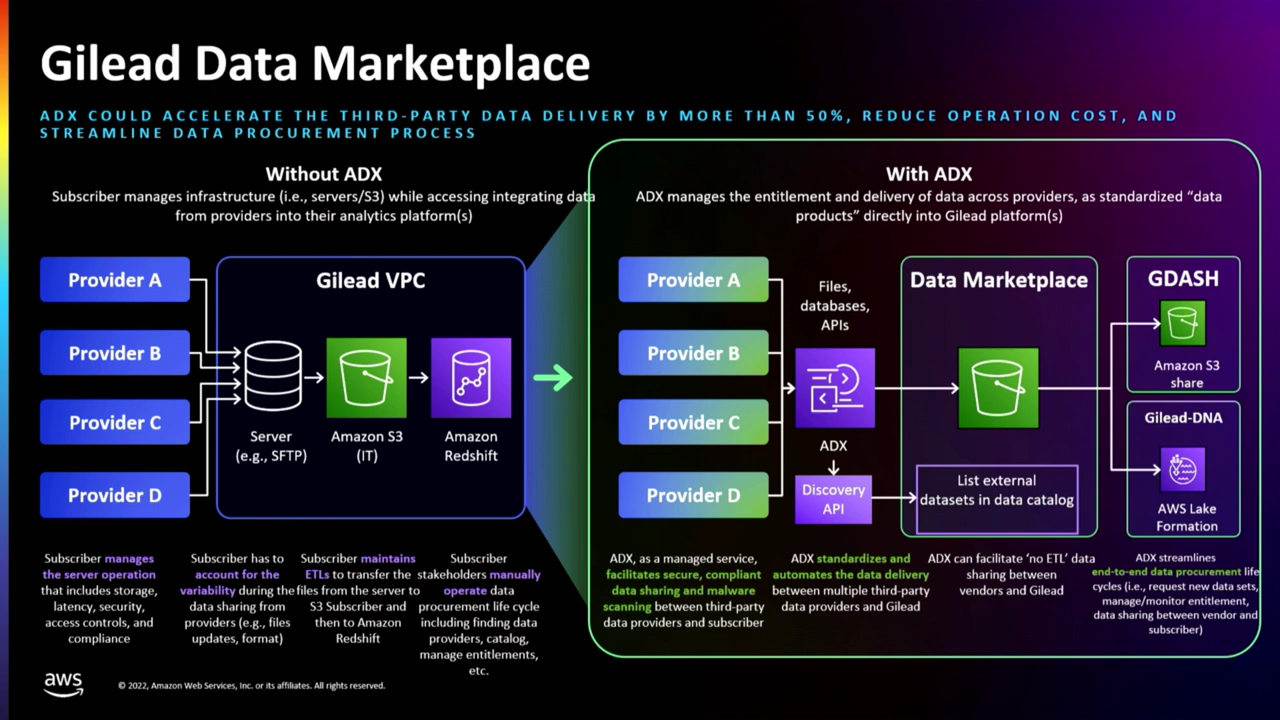 Gilead Data Marketplace
ADX COULD ACCELERATE THE THIRD-PARTY DATA DELIVERY BY MORE THAN 50%, REDUCE OPERATION COST, AND
STREAMLINE DATA PROCUREMENT PROCESS
Without ADX
Subscriber manages infrastructure (i.e., servers/S3) while accessing integrating data
from providers into their analytics platform(s)
Provider A
Provider B
Provider C
Provider D
Gilead VPC
Server
(e.g., SFTP)
Amazon S3
(IT)
Amazon
Redshift
Subscriber manages
the server operation
that includes storage,
latency, security,
access controls, and
compliance
Subscriber has to
account for the
variability during the
data sharing from
providers (e.g., files
updates, format)
Subscriber maintains
ETLs to transfer the
files from the server to
S3 Subscriber and
then to Amazon
Redshift
Subscriber
stakeholders manually
operate data
procurement life cycle
including finding data
providers, catalog,
manage entitlements,
etc.
With ADX
ADX manages the entitlement and delivery of data across providers, as standardized “data
products” directly into Gilead platform(s)
Provider A
Provider B
Provider C
Provider D
Files,
databases,
APIs
ADX
Discovery
API
Data Marketplace
List external
datasets in data catalog
GDASH
Amazon S3
share
Gilead-DNA
AWS Lake
Formation
ADX, as a managed service,
facilitates secure, compliant
data sharing and malware
scanning between third-party
data providers and subscriber
ADX standardizes and
automates the data delivery
between multiple third-party
data providers and Gilead
ADX can facilitate ‘no ETL’ data
sharing between
vendors and Gilead
ADX streamlines
end-to-end data procurement life
cycles (i.e., request new data sets,
manage/monitor entitlement,
data sharing between vendor and
subscriber)
aws
© 2022, Amazon Web Services, Inc. or its affiliates. All rights reserved.